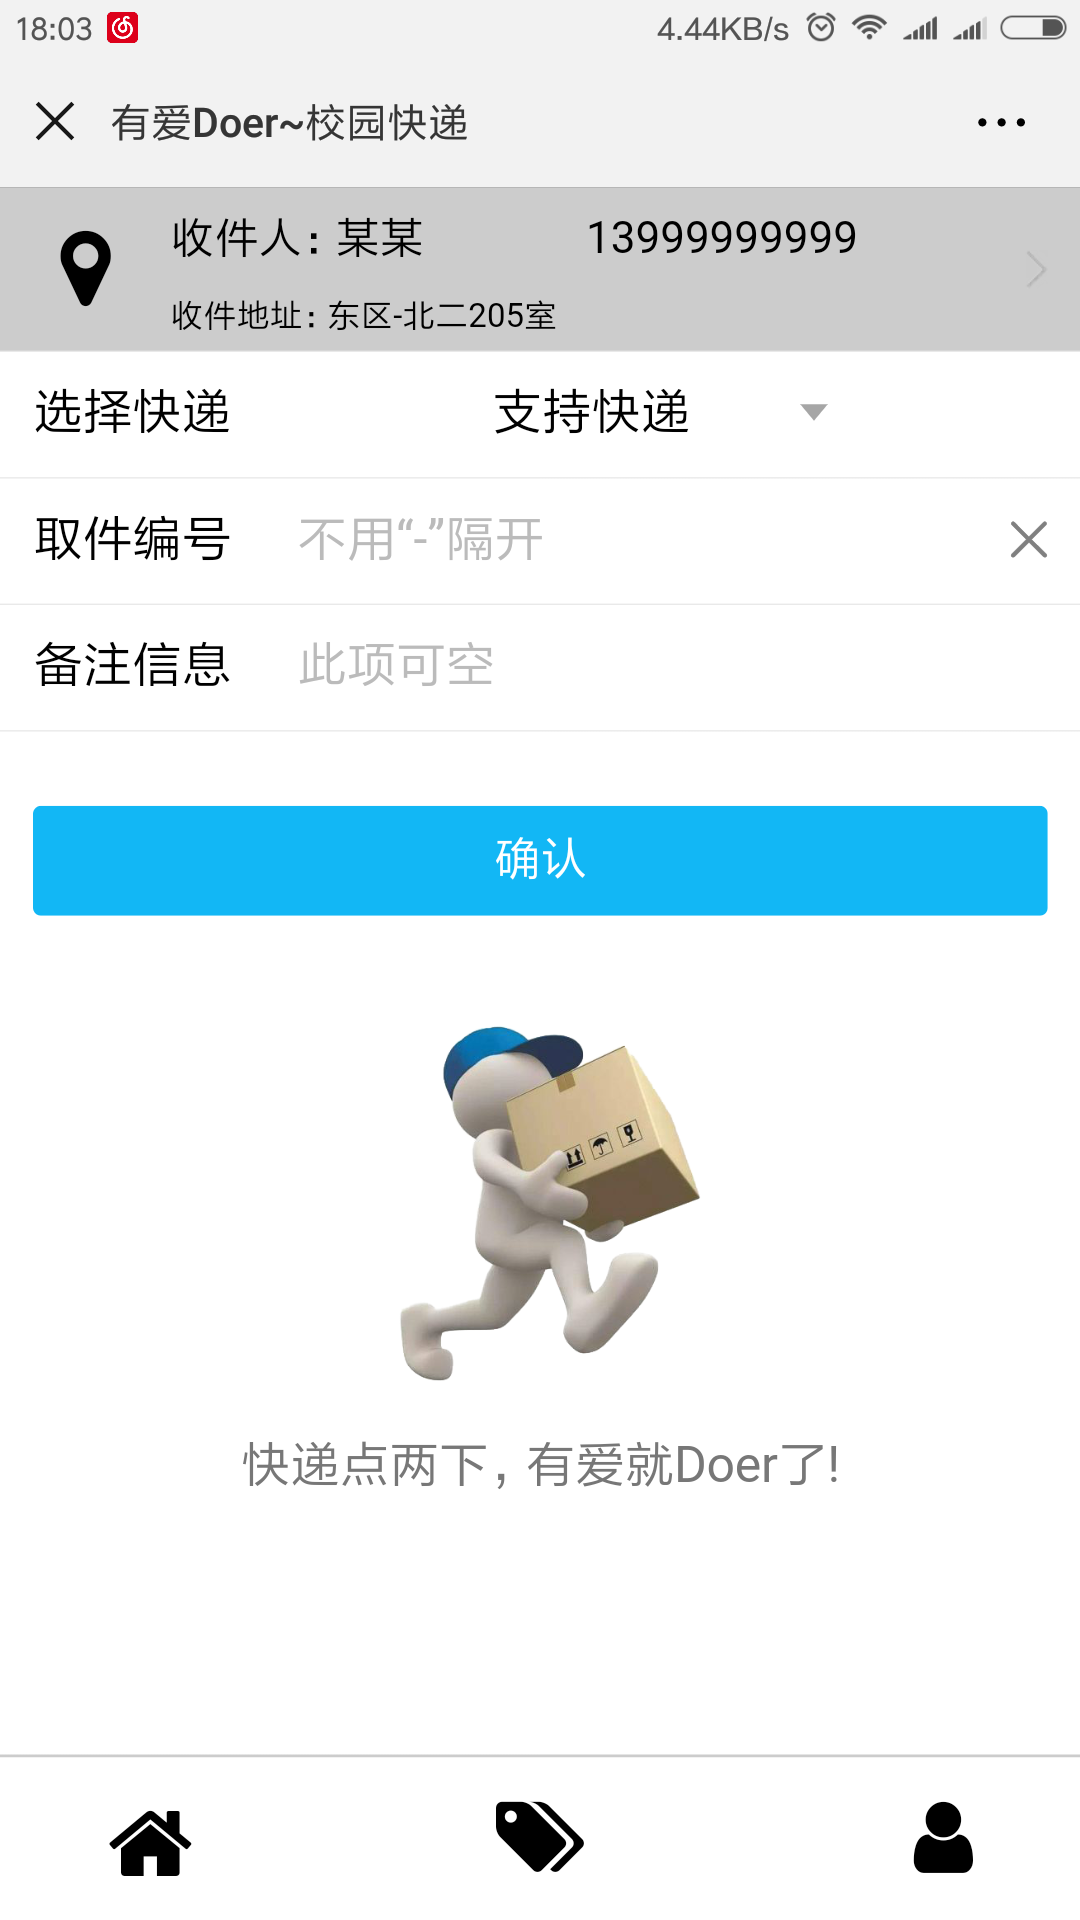 18:03 4.44KB/s
有爱Doer~校园快递
收件人：某某 13999999999
收件地址：东区-北二205室
选择快递 支持快递
取件编号 不用“-”隔开
备注信息 此项可空
确认
快递点两下，有爱就Doer了!